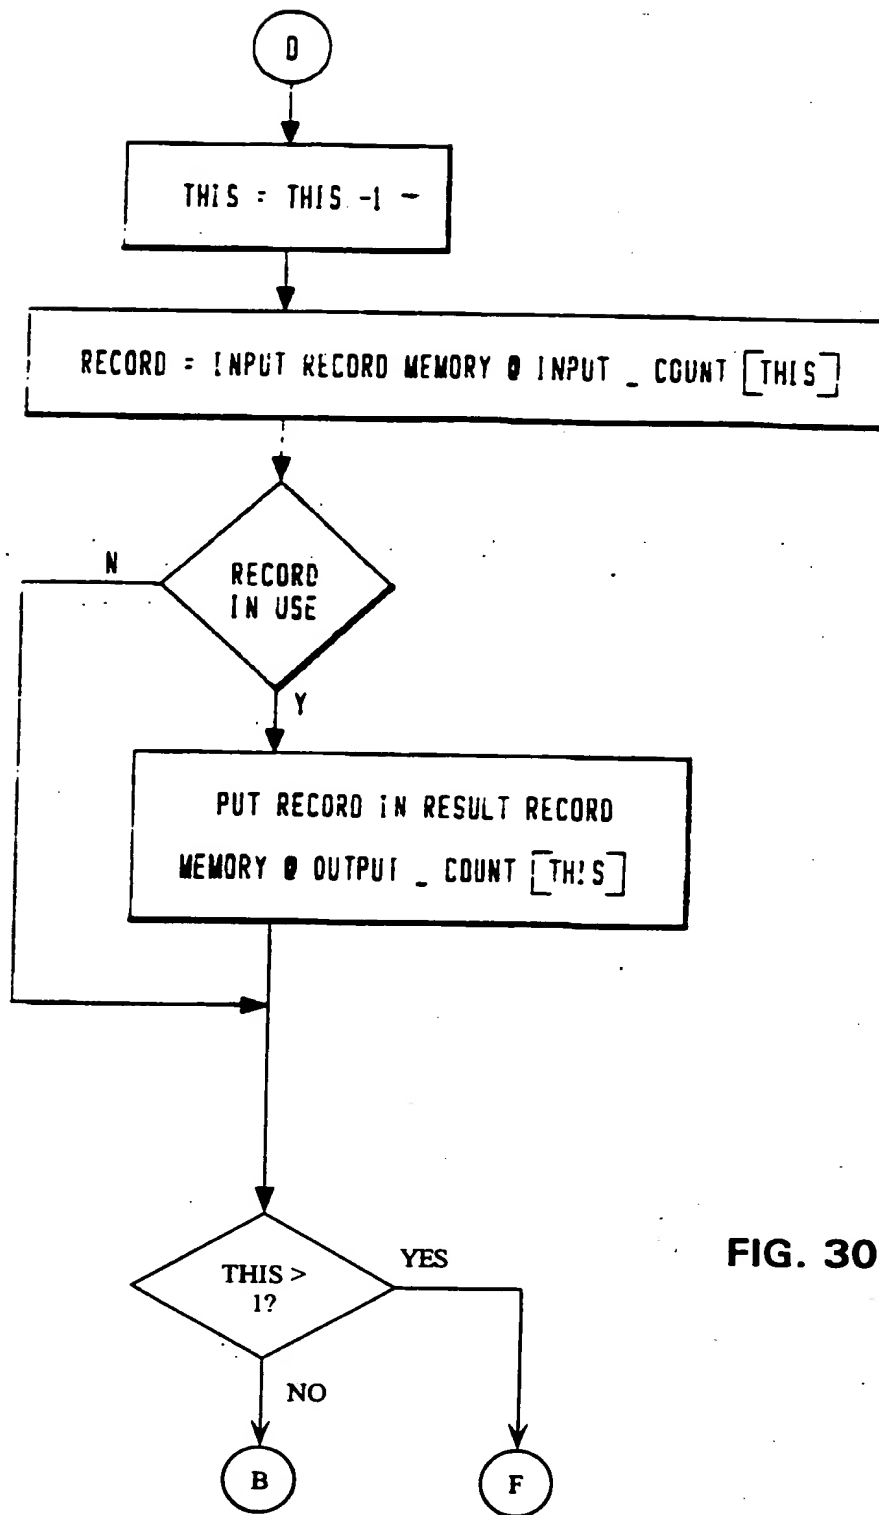 D
THIS = THIS -1 -
RECORD = INPUT RECORD MEMORY @ INPUT _ COUNT [THIS]
N
RECORD
IN USE
Y
PUT RECORD IN RESULT RECORD
MEMORY @ OUTPUT _ COUNT [THIS]
THIS >
1?
YES
NO
FIG. 30
B
F